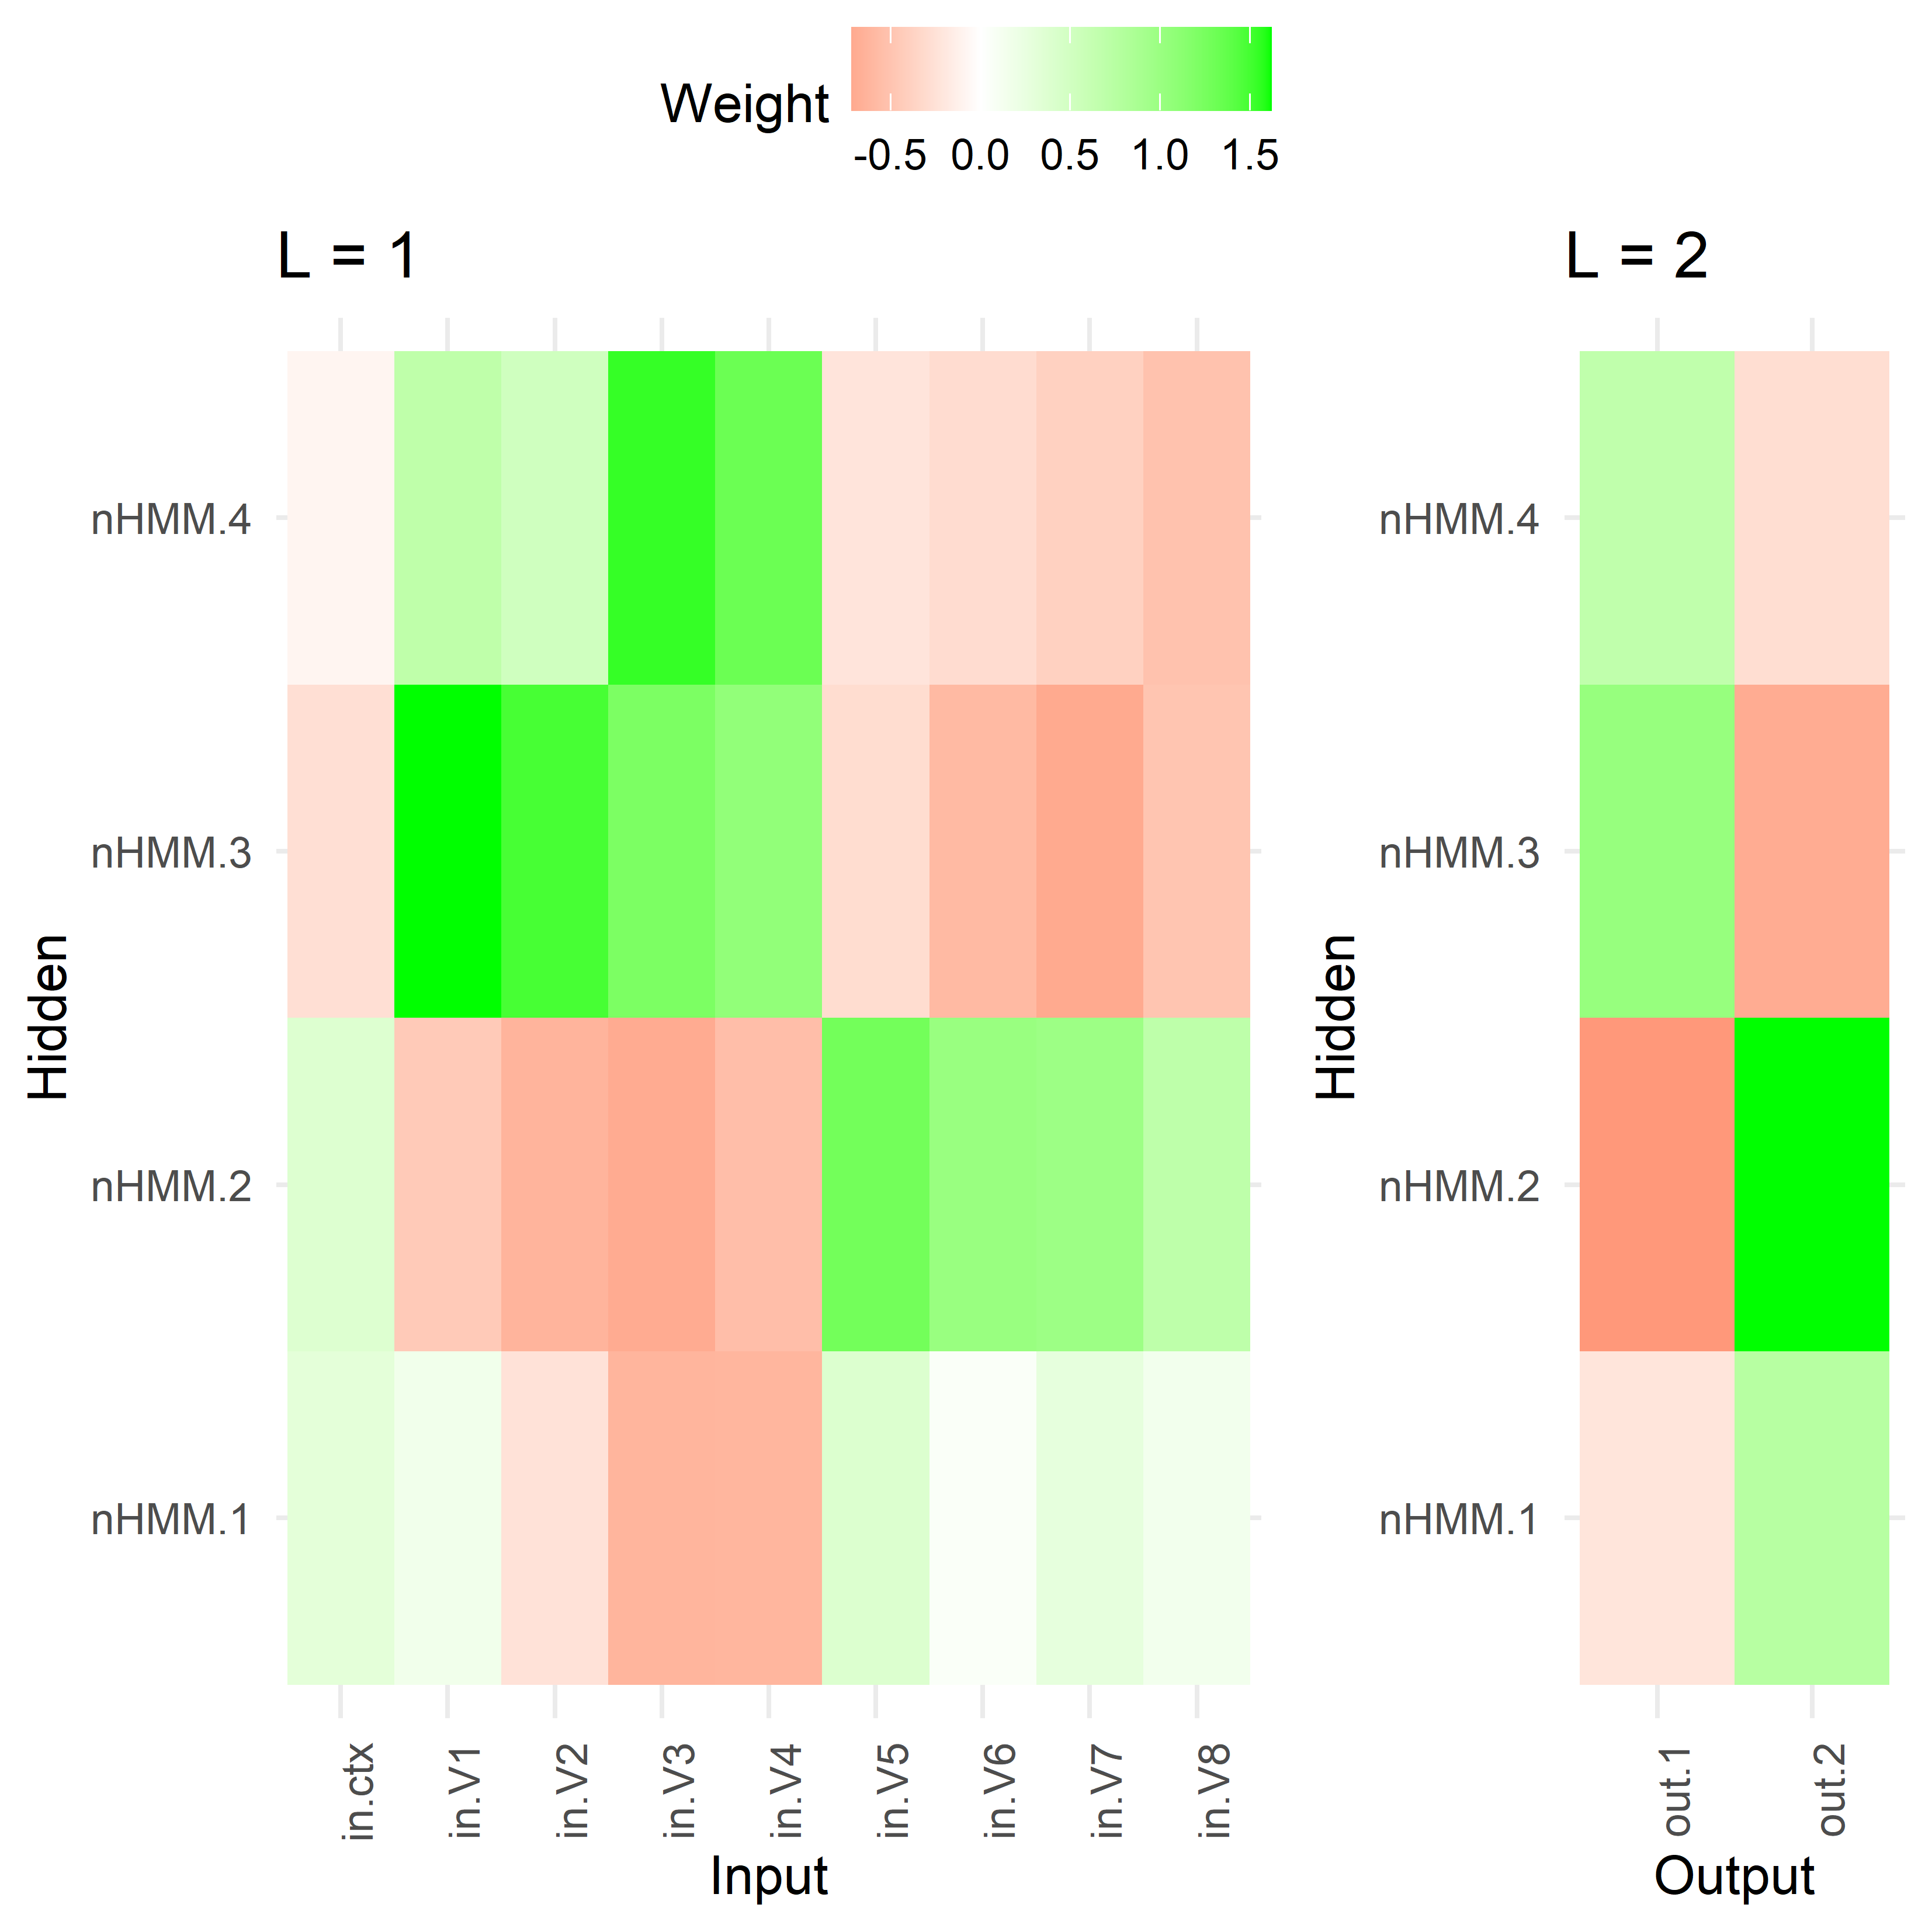 Weight
-0.5 0.0 0.5 1.0 1.5
L = 1
L = 2
Hidden
nHMM.4
nHMM.3
nHMM.2
nHMM.1
in.ctx in.V1 in.V2 in.V3 in.V4 in.V5 in.V6 in.V7 in.V8
Input
Hidden
nHMM.4
nHMM.3
nHMM.2
nHMM.1
out.1 out.2
Output